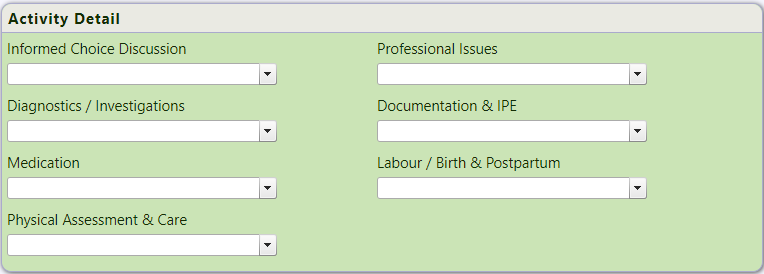 Activity Detail
Informed Choice Discussion
Professional Issues
Diagnostics / Investigations
Documentation & IPE
Medication
Labour / Birth & Postpartum
Physical Assessment & Care